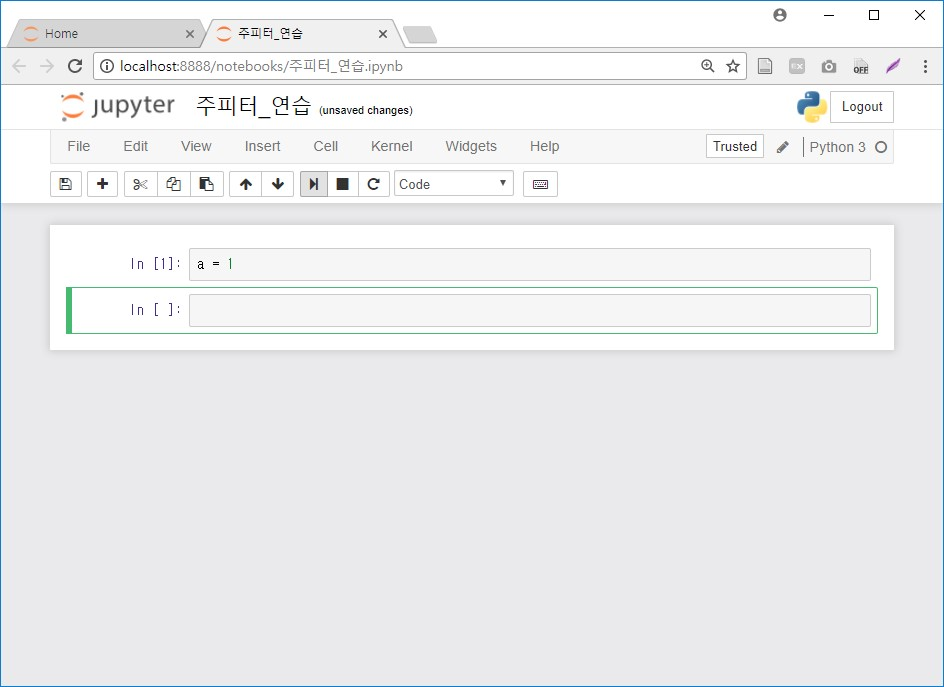 Home
주피터_연습
localhost:8888/notebooks/주피터_연습.ipynb
OFF
jupyter 주피터_연습 (unsaved changes)
Logout
File Edit View Insert Cell Kernel Widgets Help
Trusted
Python 3
Code
In [1]: a = 1
In [ ]: